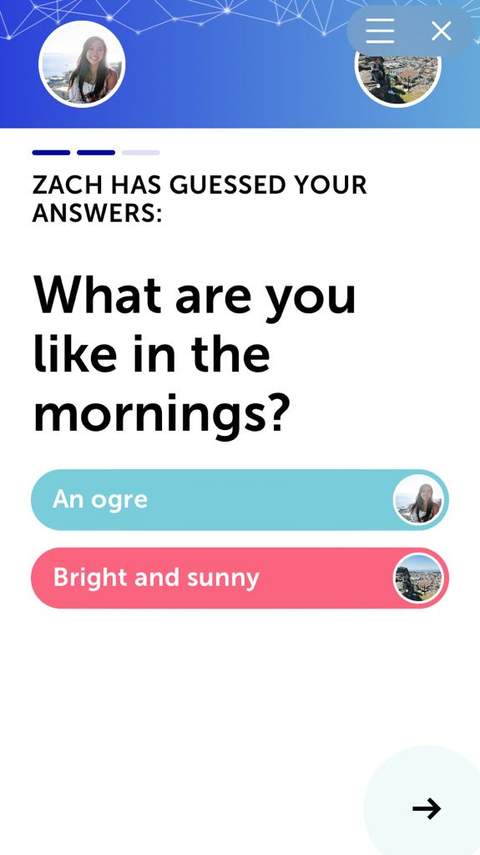 ZACH HAS GUESSED YOUR
ANSWERS:
What are you
like in the
mornings?
An ogre
Bright and sunny